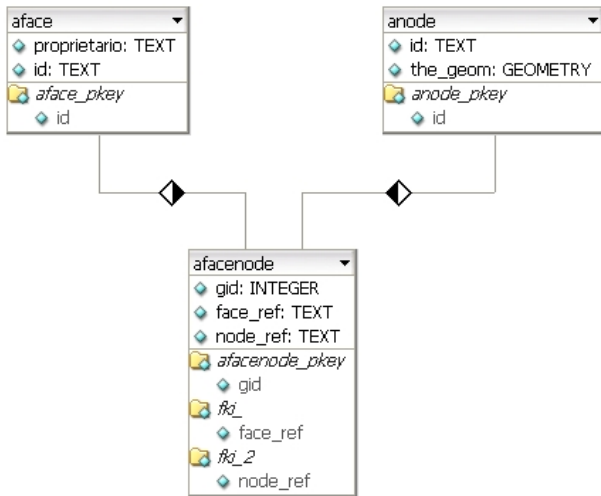 aface
proprietario: TEXT
id: TEXT
aface_pkey
id
anode
id: TEXT
the_geom: GEOMETRY
anode_pkey
id
afacenode
gid: INTEGER
face_ref: TEXT
node_ref: TEXT
afacenode_pkey
gid
fki_
face_ref
fki_2
node_ref